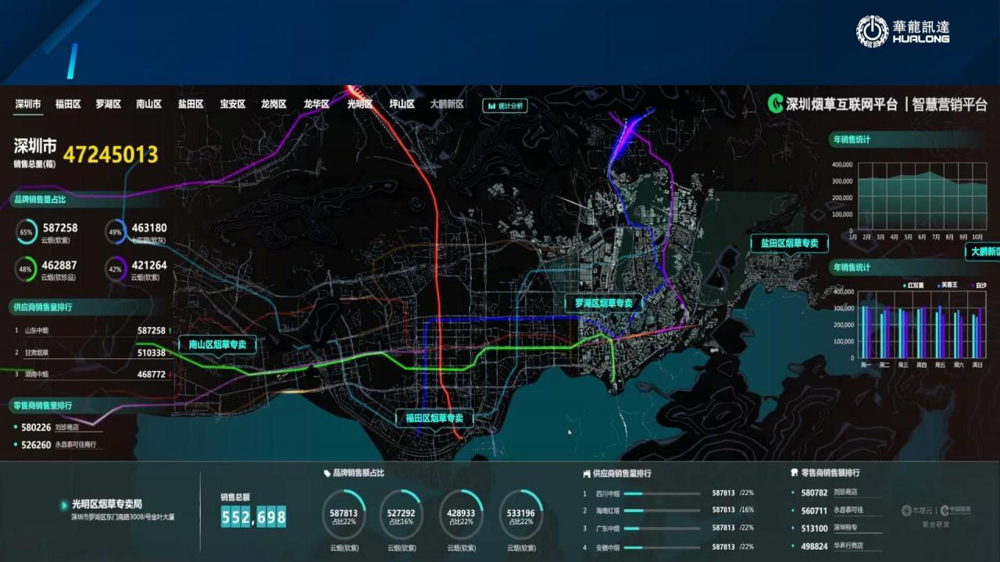 華龍訊達
HUALONG
深圳市 福田区 罗湖区 南山区 盐田区 宝安区 龙岗区 龙华区 光明区 坪山区 大鹏新区 统计分析
深圳烟草互联网平台 | 智慧营销平台
深圳市
销售总量(箱) 47245013
品牌销售量占比
65% 587258 云烟(软紫)
49% 463180 七匹狼(软灰)
48% 462887 云烟(软珍品)
42% 421264 云烟(软紫)
供应商销售量排行
1 山东中烟 587258
2 甘肃烟草 510338
3 湖南中烟 468772
零售商销售量排行
580226 刘珍商店
526260 永昌泰可佳商行
南山区烟草专卖
福田区烟草专卖
罗湖区烟草专卖
盐田区烟草专卖
大鹏新区
年销售统计
400,000
300,000
200,000
100,000
0
1月 2月 3月 4月 5月 6月 7月 8月 9月 10月
年销售统计
红双喜 芙蓉王 白沙
400,000
300,000
200,000
100,000
0
周一 周二 周三 周四 周五 周六 周日
光明区烟草专卖局
深圳市罗湖区东门南路3008/号金叶大厦
销售总额
552,698
品牌销售额占比
587813 占比22% 云烟(软紫)
527292 占比16% 云烟(软紫)
428933 占比22% 云烟(软紫)
533196 占比22% 云烟(软紫)
供应商销售量排行
1 四川中烟 587813 /22%
2 海南红塔 587813 /16%
3 广东中烟 587813 /22%
4 安徽中烟 587813 /22%
零售商销售额排行
580782 刘珍商店
560711 永昌泰可佳
513100 深圳特专
498824 华昇行商店
木星云 | 中国烟草
联合研发